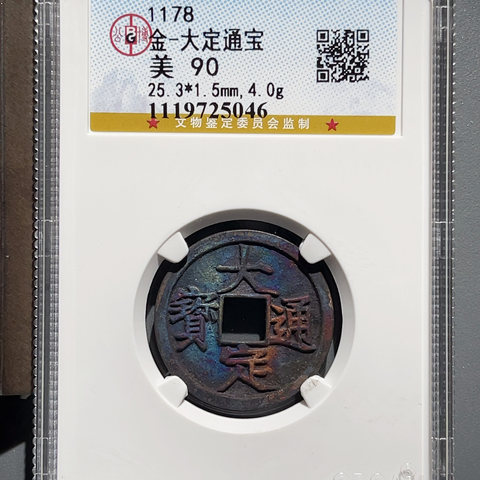 1178
金-大定通宝
美 90
25.3*1.5mm,4.0g
1119725046
文物鉴定委员会监制
大定通寶